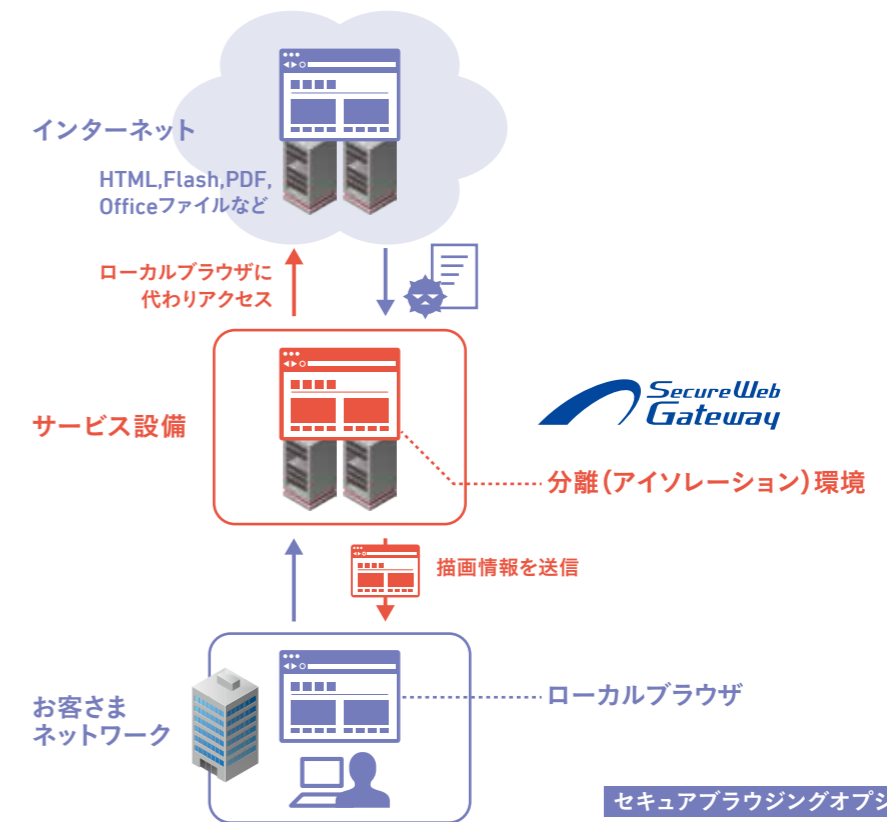 インターネット
HTML,Flash,PDF,
Officeファイルなど
ローカルブラウザに
代わりアクセス
サービス設備
SecureWeb
Gateway
分離(アイソレーション)環境
描画情報を送信
お客さま
ネットワーク
ローカルブラウザ
セキュアブラウジングオプシ